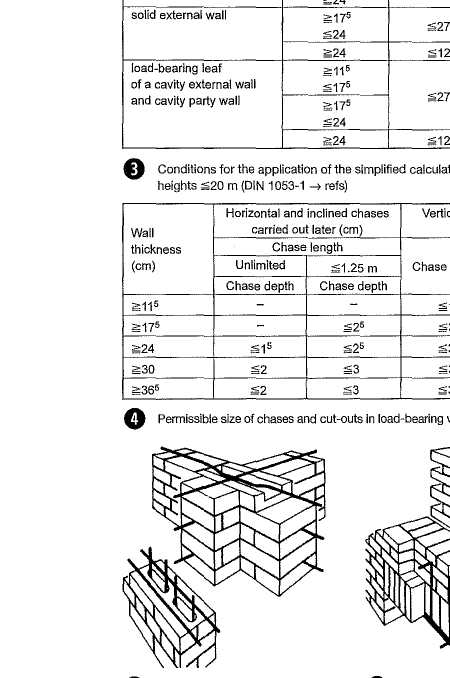 ≦24
solid external wall
≧17⁵
≦24
≦27
≧24
≦12
load-bearing leaf
of a cavity external wall
and cavity party wall
≧11⁵
≦17⁵
≧17⁵
≦24
≦27
≧24
≦12
3 Conditions for the application of the simplified calculat
heights ≦20 m (DIN 1053-1 → refs)
Wall
thickness
(cm)
Horizontal and inclined chases
carried out later (cm)
Vertic
Chase length
Unlimited ≦1.25 m
Chase
Chase depth Chase depth
≧11⁵ – –
≧17⁵ – ≦2⁵
≧24 ≦1⁵ ≦2⁵
≧30 ≦2 ≦3
≧36⁵ ≦2 ≦3
4 Permissible size of chases and cut-outs in load-bearing